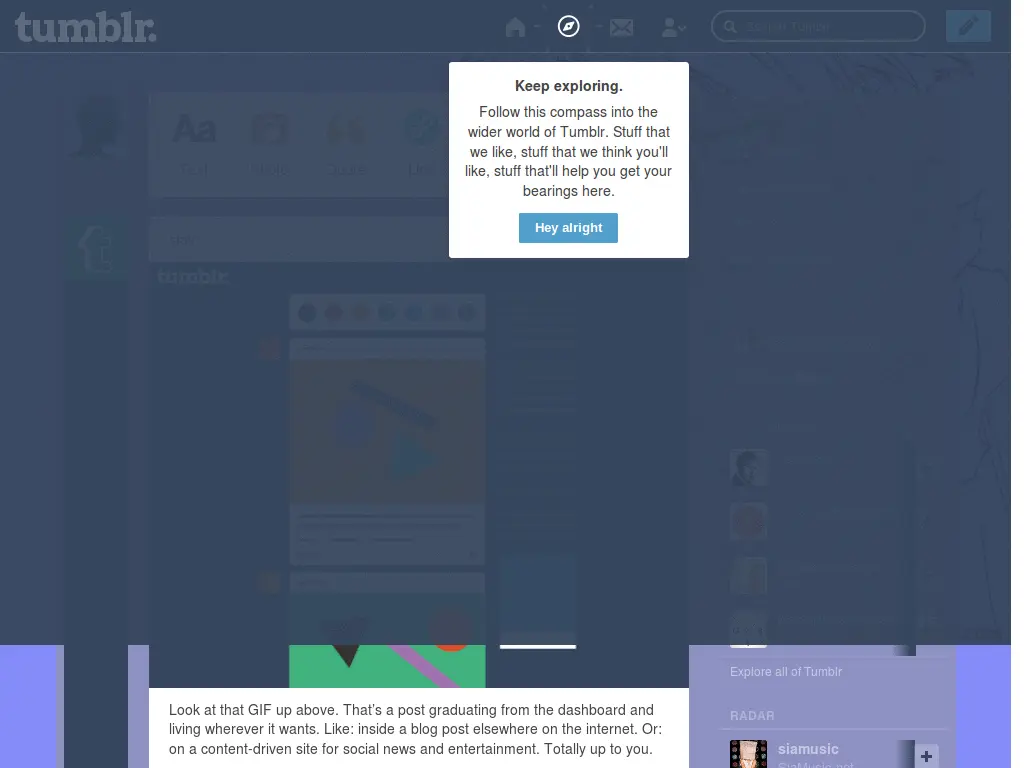 tumblr.
Search Tumblr
Keep exploring.
Follow this compass into the
wider world of Tumblr. Stuff that
we like, stuff that we think you'll
like, stuff that'll help you get your
bearings here.
Hey alright
Aa
Text
Photo
Quote
Link
staff
tumblr.
Look at that GIF up above. That’s a post graduating from the dashboard and
living wherever it wants. Like: inside a blog post elsewhere on the internet. Or:
on a content-driven site for social news and entertainment. Totally up to you.
Explore all of Tumblr
RADAR
siamusic
SiaMusic.net